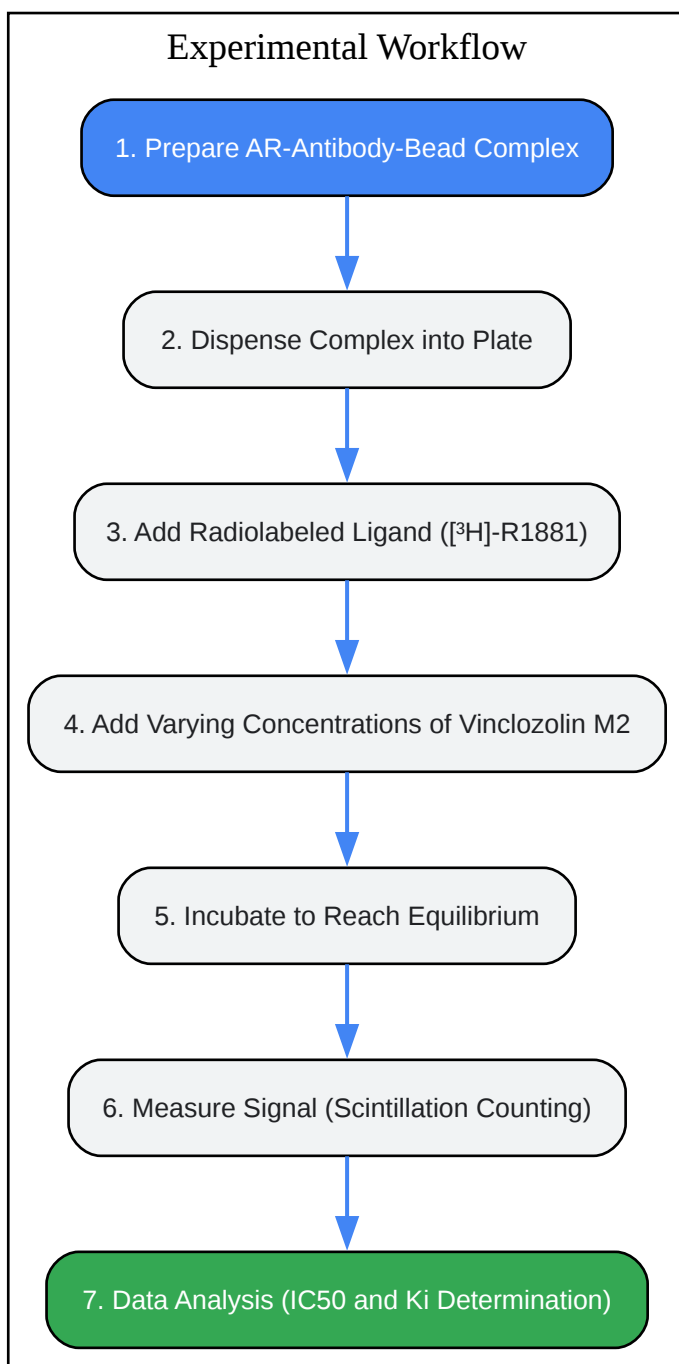 Experimental Workflow
1. Prepare AR-Antibody-Bead Complex
2. Dispense Complex into Plate
3. Add Radiolabeled Ligand ([³H]-R1881)
4. Add Varying Concentrations of Vinclozolin M2
5. Incubate to Reach Equilibrium
6. Measure Signal (Scintillation Counting)
7. Data Analysis (IC50 and Ki Determination)